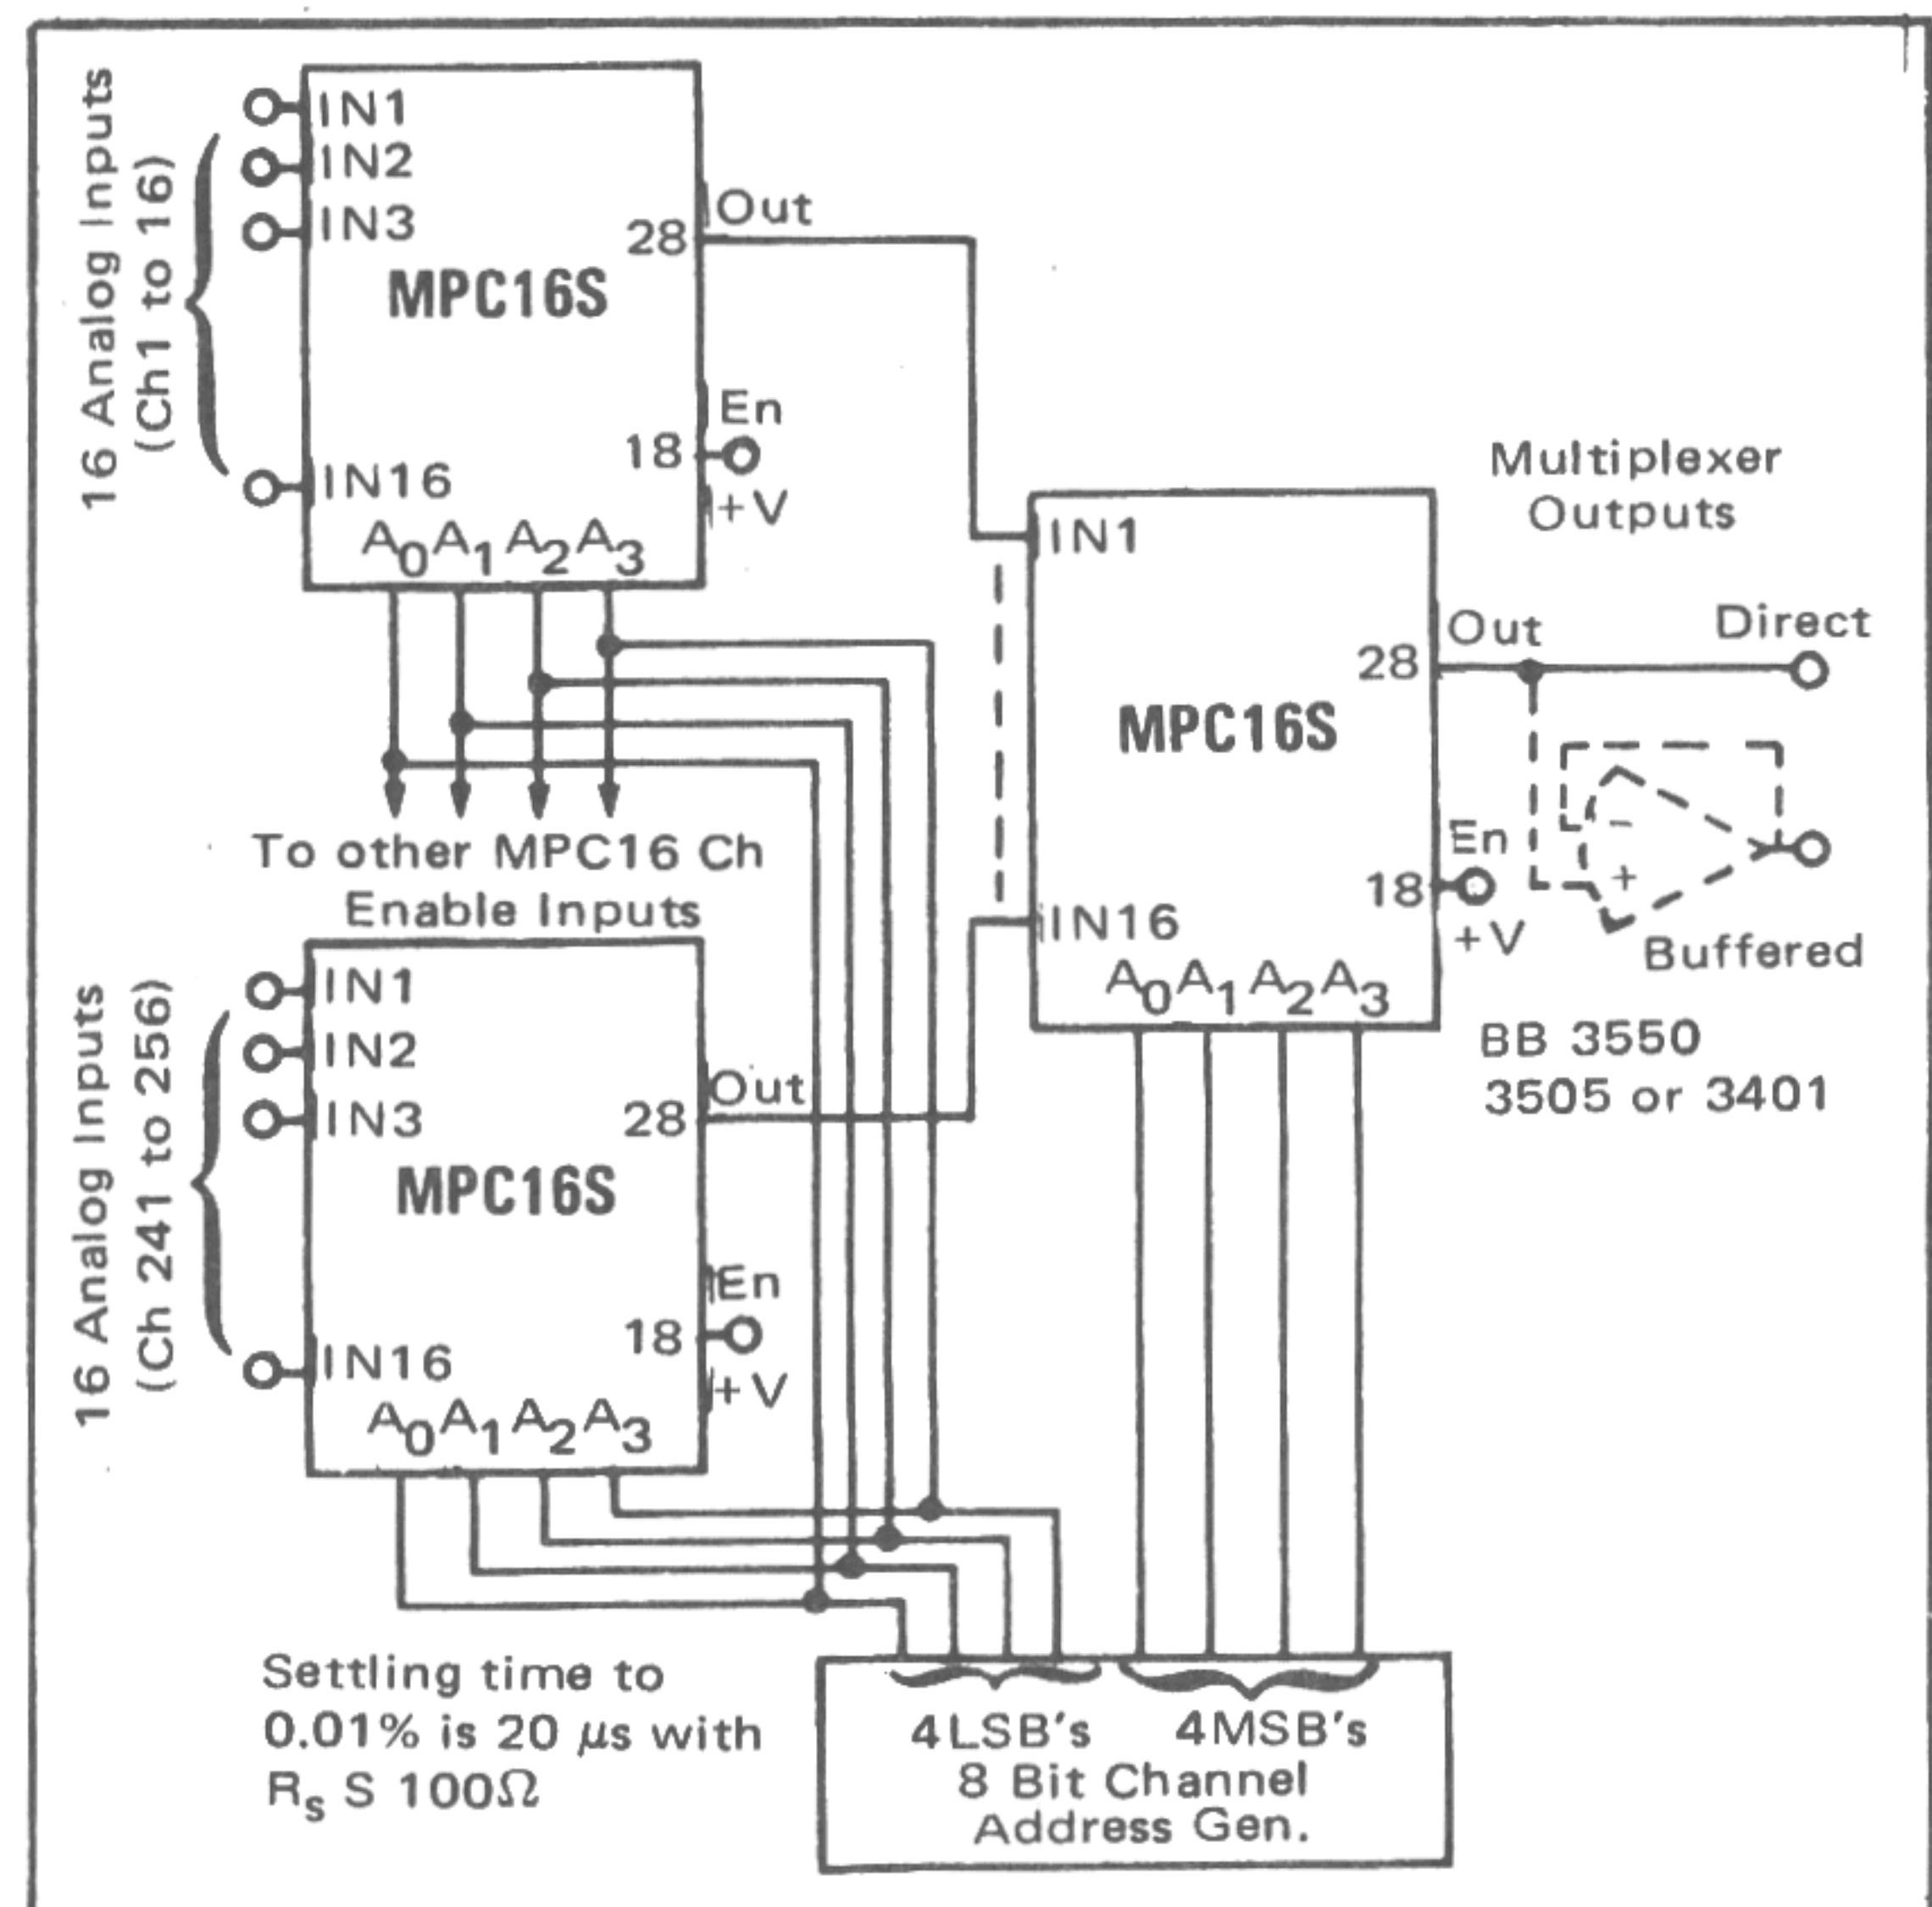 16 Analog Inputs
(Ch1 to 16)
IN1
IN2
IN3
IN16
MPC16S
Out
28
En
18
+V
A0 A1 A2 A3
To other MPC16 Ch
Enable Inputs
16 Analog Inputs
(Ch 241 to 256)
IN1
IN2
IN3
IN16
MPC16S
Out
28
En
18
+V
A0 A1 A2 A3
IN1
IN16
MPC16S
Out
28
En
18
+V
A0 A1 A2 A3
Multiplexer
Outputs
Direct
-
+
Buffered
BB 3550
3505 or 3401
Settling time to
0.01% is 20 μs with
Rs S 100Ω
4LSB's 4MSB's
8 Bit Channel
Address Gen.